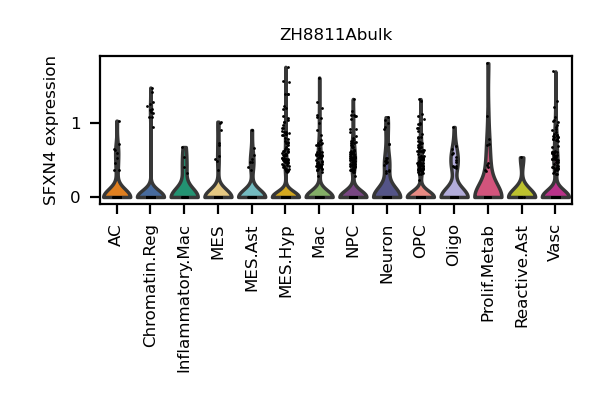 ZH8811Abulk
SFXN4 expression
1
0
AC
Chromatin.Reg
Inflammatory.Mac
MES
MES.Ast
MES.Hyp
Mac
NPC
Neuron
OPC
Oligo
Prolif.Metab
Reactive.Ast
Vasc